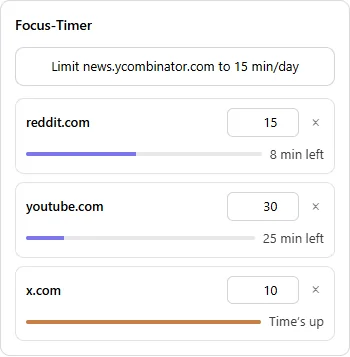 Focus-Timer
Limit news.ycombinator.com to 15 min/day
reddit.com 15 ×
8 min left
youtube.com 30 ×
25 min left
x.com 10 ×
Time's up